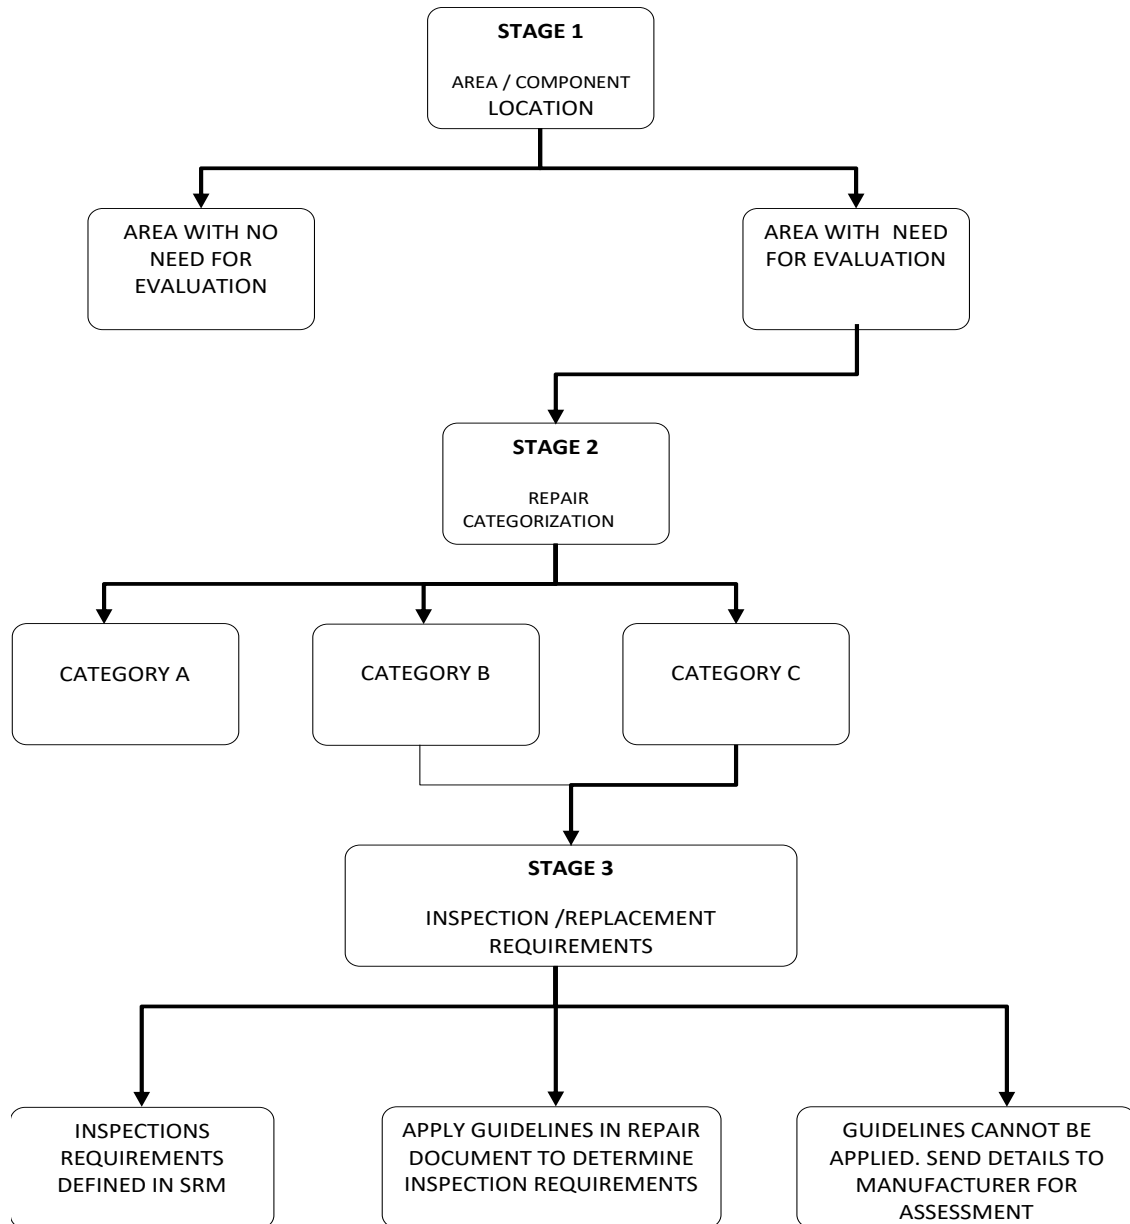 STAGE 1
AREA / COMPONENT
LOCATION
AREA WITH NO
NEED FOR
EVALUATION
AREA WITH  NEED
FOR EVALUATION
STAGE 2
REPAIR
CATEGORIZATION
CATEGORY A
CATEGORY B
CATEGORY C
STAGE 3
INSPECTION /REPLACEMENT
REQUIREMENTS
INSPECTIONS
REQUIREMENTS
DEFINED IN SRM
APPLY GUIDELINES IN REPAIR
DOCUMENT TO DETERMINE
INSPECTION REQUIREMENTS
GUIDELINES CANNOT BE
APPLIED. SEND DETAILS TO
MANUFACTURER FOR
ASSESSMENT